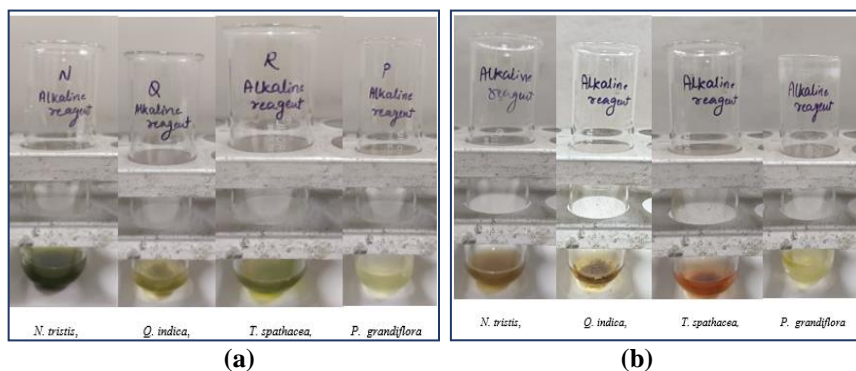 N
Alkaline
reagent
Q
Alkaline
reagent
R
Alkaline
reagent
P
Alkaline
reagent
N. tristis,
Q. indica,
T. spathacea,
P. grandiflora
(a)
Alkaline
reagent
Alkaline
reagent
Alkaline
reagent
Alkaline
reagent
N. tristis,
Q. indica,
T. spathacea,
P. grandiflora
(b)